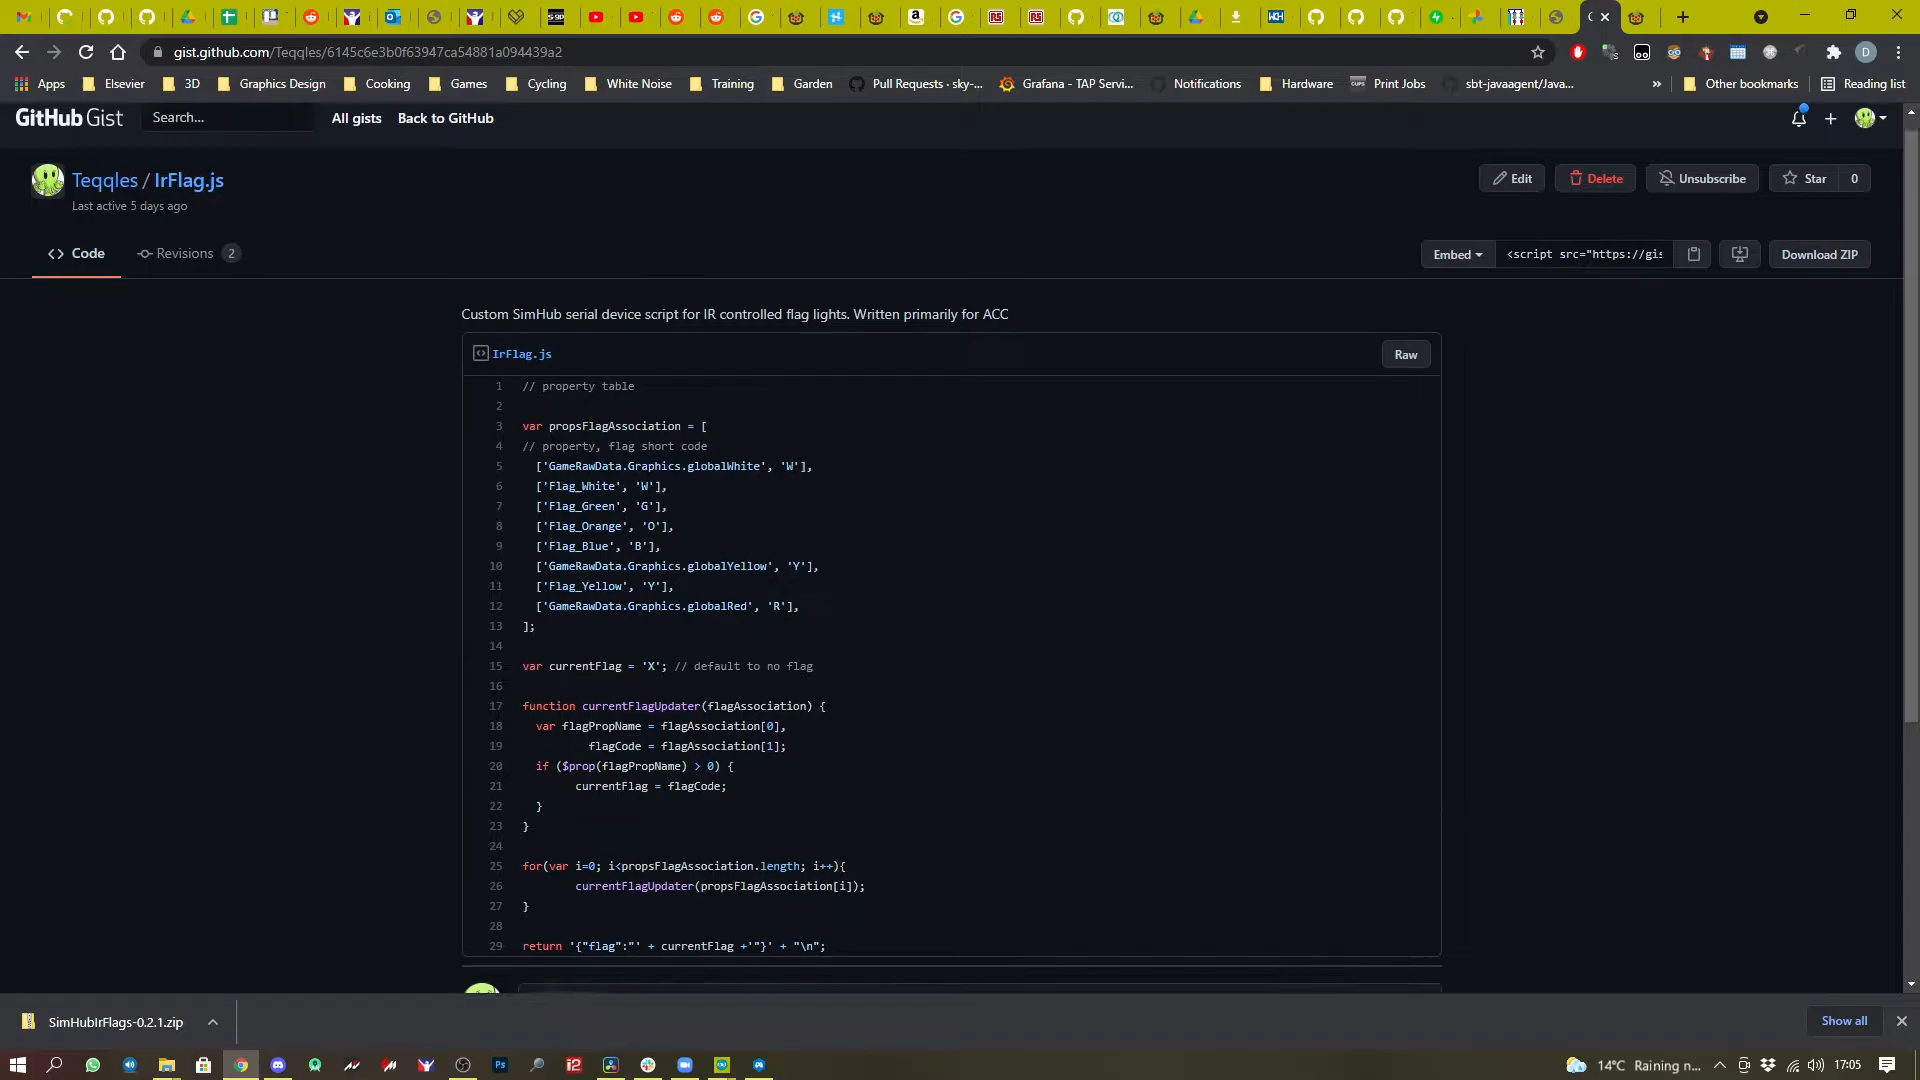 gist.github.com/Teqqles/6145c6e3b0f63947ca54881a094439a2
Apps Elsevier 3D Graphics Design Cooking Games Cycling White Noise Training Garden Pull Requests · sky-... Grafana - TAP Servi... Notifications Hardware Print Jobs sbt-javaagent/Java... » Other bookmarks Reading list
GitHub Gist Search... All gists Back to GitHub
Teqqles / IrFlag.js
Last active 5 days ago
Edit Delete Unsubscribe Star 0
Code Revisions 2
Embed <script src="https://gis Download ZIP
Custom SimHub serial device script for IR controlled flag lights. Written primarily for ACC
IrFlag.js Raw
1 // property table
2
3 var propsFlagAssociation = [
4 // property, flag short code
5 ['GameRawData.Graphics.globalWhite', 'W'],
6 ['Flag_White', 'W'],
7 ['Flag_Green', 'G'],
8 ['Flag_Orange', 'O'],
9 ['Flag_Blue', 'B'],
10 ['GameRawData.Graphics.globalYellow', 'Y'],
11 ['Flag_Yellow', 'Y'],
12 ['GameRawData.Graphics.globalRed', 'R'],
13 ];
14
15 var currentFlag = 'X'; // default to no flag
16
17 function currentFlagUpdater(flagAssociation) {
18 var flagPropName = flagAssociation[0],
19 flagCode = flagAssociation[1];
20 if ($prop(flagPropName) > 0) {
21 currentFlag = flagCode;
22 }
23 }
24
25 for(var i=0; i<propsFlagAssociation.length; i++){
26 currentFlagUpdater(propsFlagAssociation[i]);
27 }
28
29 return '{"flag":"' + currentFlag +'"}' + "\n";
SimHubIrFlags-0.2.1.zip Show all
14°C Raining n... 17:05